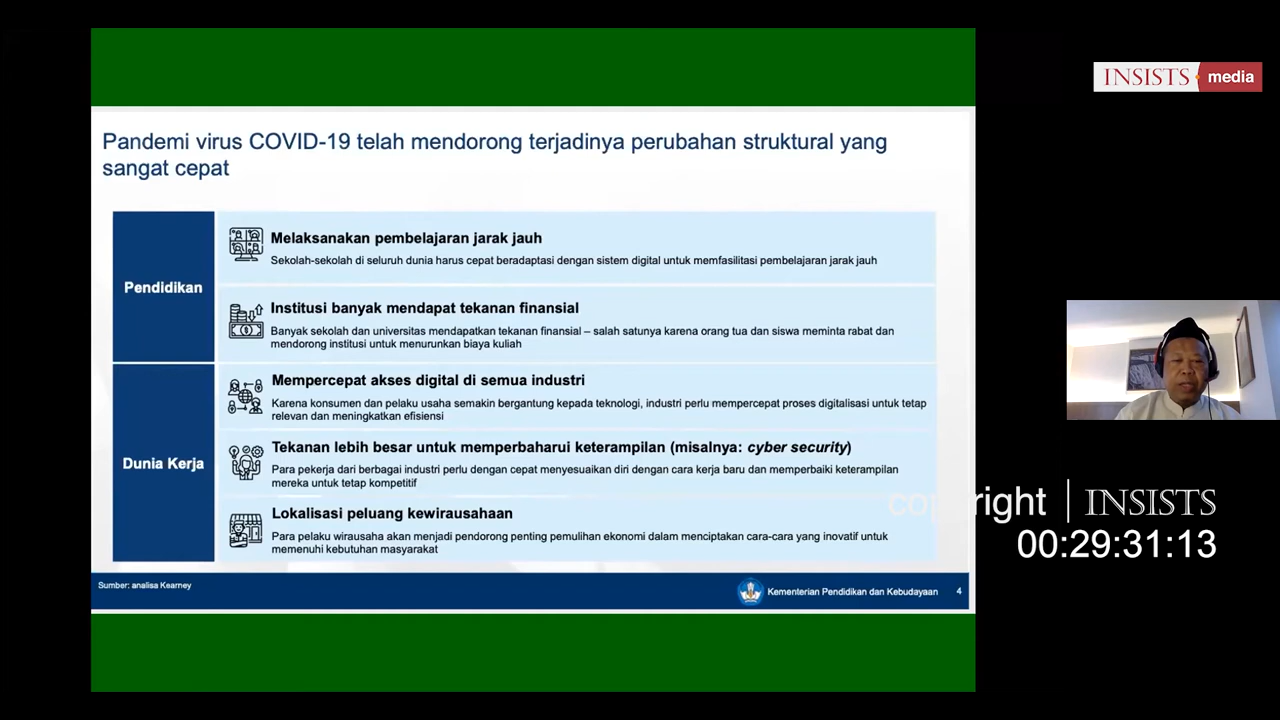 INSISTS media
Pandemi virus COVID-19 telah mendorong terjadinya perubahan struktural yang
sangat cepat
Pendidikan
Melaksanakan pembelajaran jarak jauh
Sekolah-sekolah di seluruh dunia harus cepat beradaptasi dengan sistem digital untuk memfasilitasi pembelajaran jarak jauh
Institusi banyak mendapat tekanan finansial
Banyak sekolah dan universitas mendapatkan tekanan finansial – salah satunya karena orang tua dan siswa meminta rabat dan
mendorong institusi untuk menurunkan biaya kuliah
Dunia Kerja
Mempercepat akses digital di semua industri
Karena konsumen dan pelaku usaha semakin bergantung kepada teknologi, industri perlu mempercepat proses digitalisasi untuk tetap
relevan dan meningkatkan efisiensi
Tekanan lebih besar untuk memperbaharui keterampilan (misalnya: cyber security)
Para pekerja dari berbagai industri perlu dengan cepat menyesuaikan diri dengan cara kerja baru dan memperbaiki keterampilan
mereka untuk tetap kompetitif
Lokalisasi peluang kewirausahaan
Para pelaku wirausaha akan menjadi pendorong penting pemulihan ekonomi dalam menciptakan cara-cara yang inovatif untuk
memenuhi kebutuhan masyarakat
Sumber: analisa Kearney
Kementerian Pendidikan dan Kebudayaan 4
copyright | INSISTS
00:29:31:13